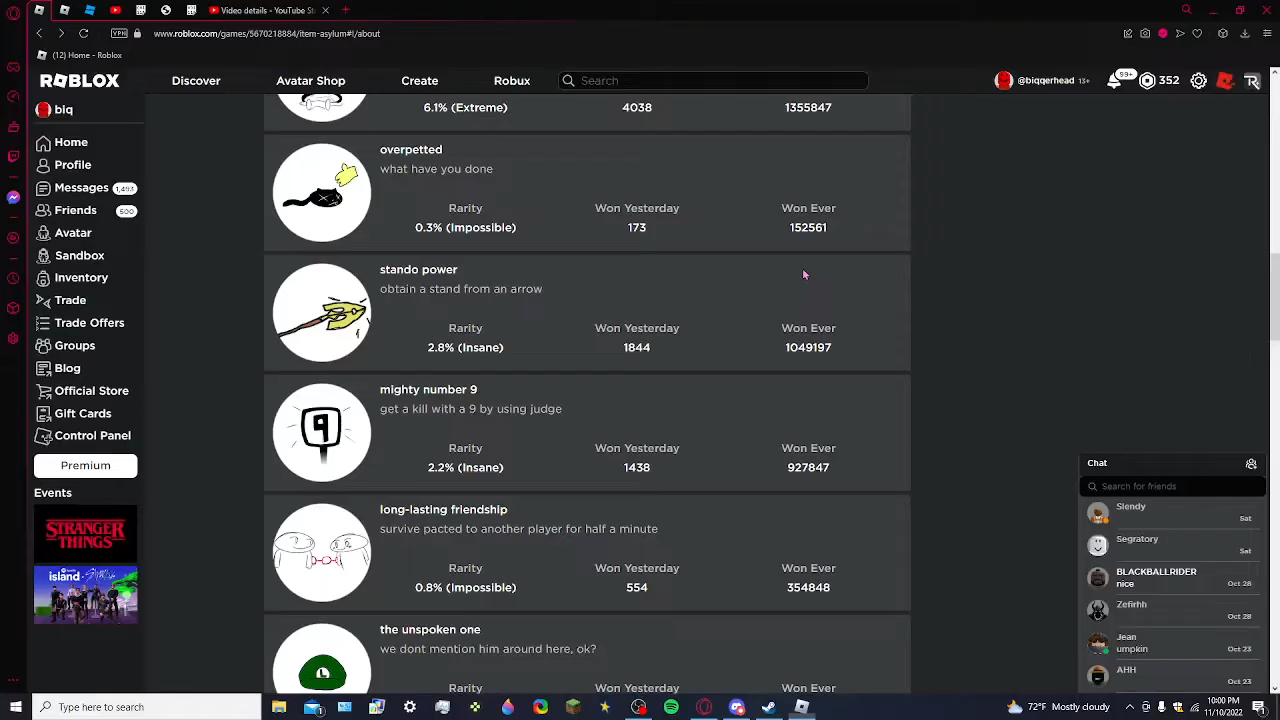 Video details - YouTube St
VPN www.roblox.com/games/5670218884/item-asylum#!/about
(12) Home - Roblox
ROBLOX Discover Avatar Shop Create Robux Search @biqqerhead 13+ 99+ 352
biq
Home
Profile
Messages 1,493
Friends 500
Avatar
Sandbox
Inventory
Trade
Trade Offers
Groups
Blog
Official Store
Gift Cards
Control Panel
Premium
Events
STRANGER
THINGS
Spotify
island
6.1% (Extreme) 4038 1355847
overpetted
what have you done
Rarity Won Yesterday Won Ever
0.3% (Impossible) 173 152561
stando power
obtain a stand from an arrow
Rarity Won Yesterday Won Ever
2.8% (Insane) 1844 1049197
9
mighty number 9
get a kill with a 9 by using judge
Rarity Won Yesterday Won Ever
2.2% (Insane) 1438 927847
long-lasting friendship
survive pacted to another player for half a minute
Rarity Won Yesterday Won Ever
0.8% (Impossible) 554 354848
L
the unspoken one
we dont mention him around here, ok?
Rarity Won Yesterday Won Ever
Chat
Search for friends
Slendy
Sat
Segratory
Sat
BLACKBALLRIDER
nice Oct 28
Zefirhh
Oct 28
Jean
umpkin Oct 23
AHH
Oct 23
Type here to search
1
72°F Mostly cloudy
10:00 PM
11/10/2022